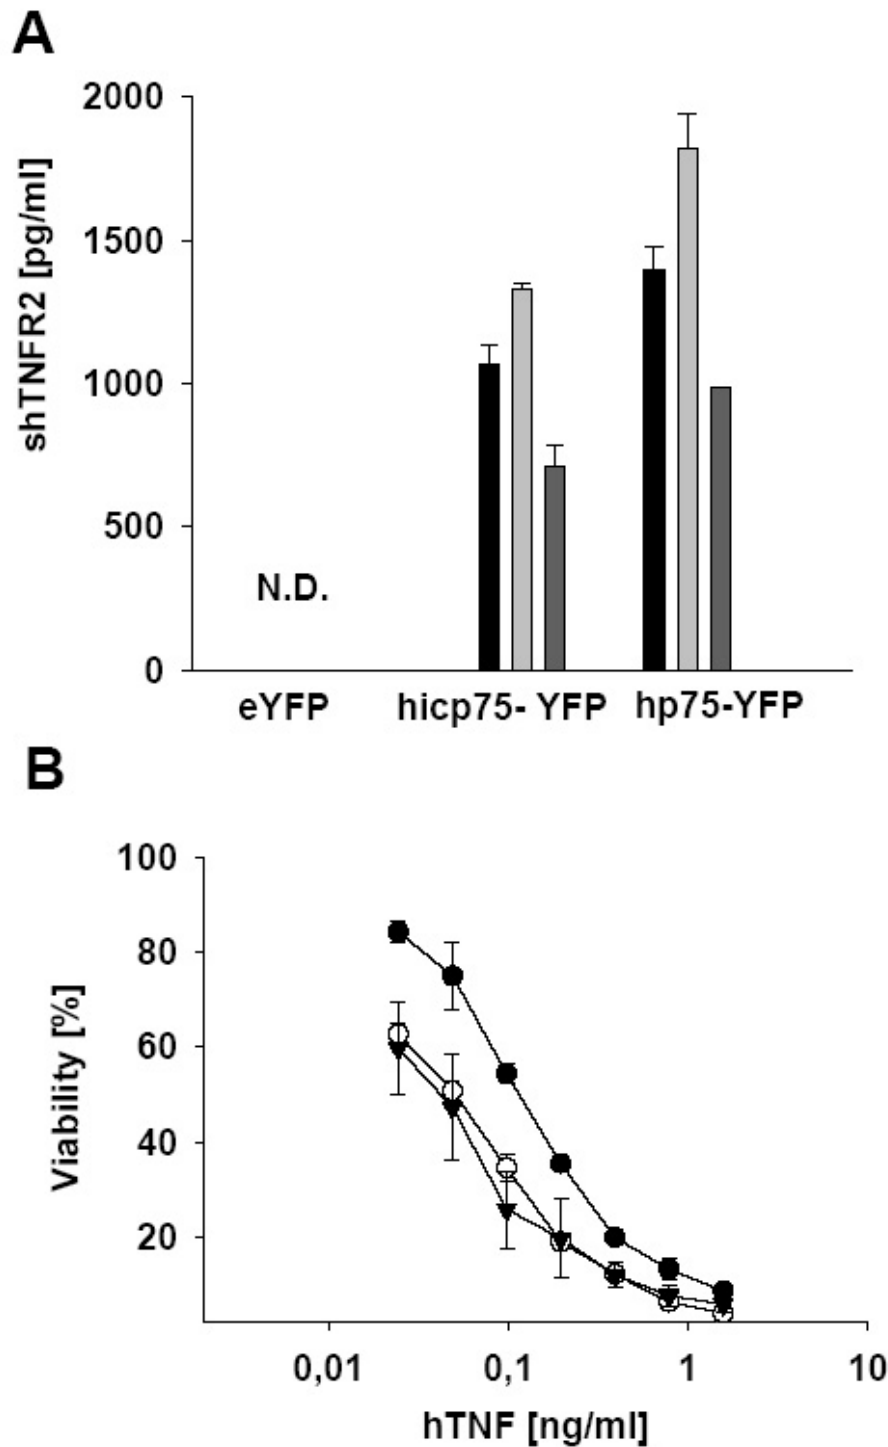 A
shTNFR2 [pg/ml]
2000
1500
1000
500
0
N.D.
eYFP hicp75- YFP hp75-YFP
B
Viability [%]
100
80
60
40
20
0,01 0,1 1 10
hTNF [ng/ml]